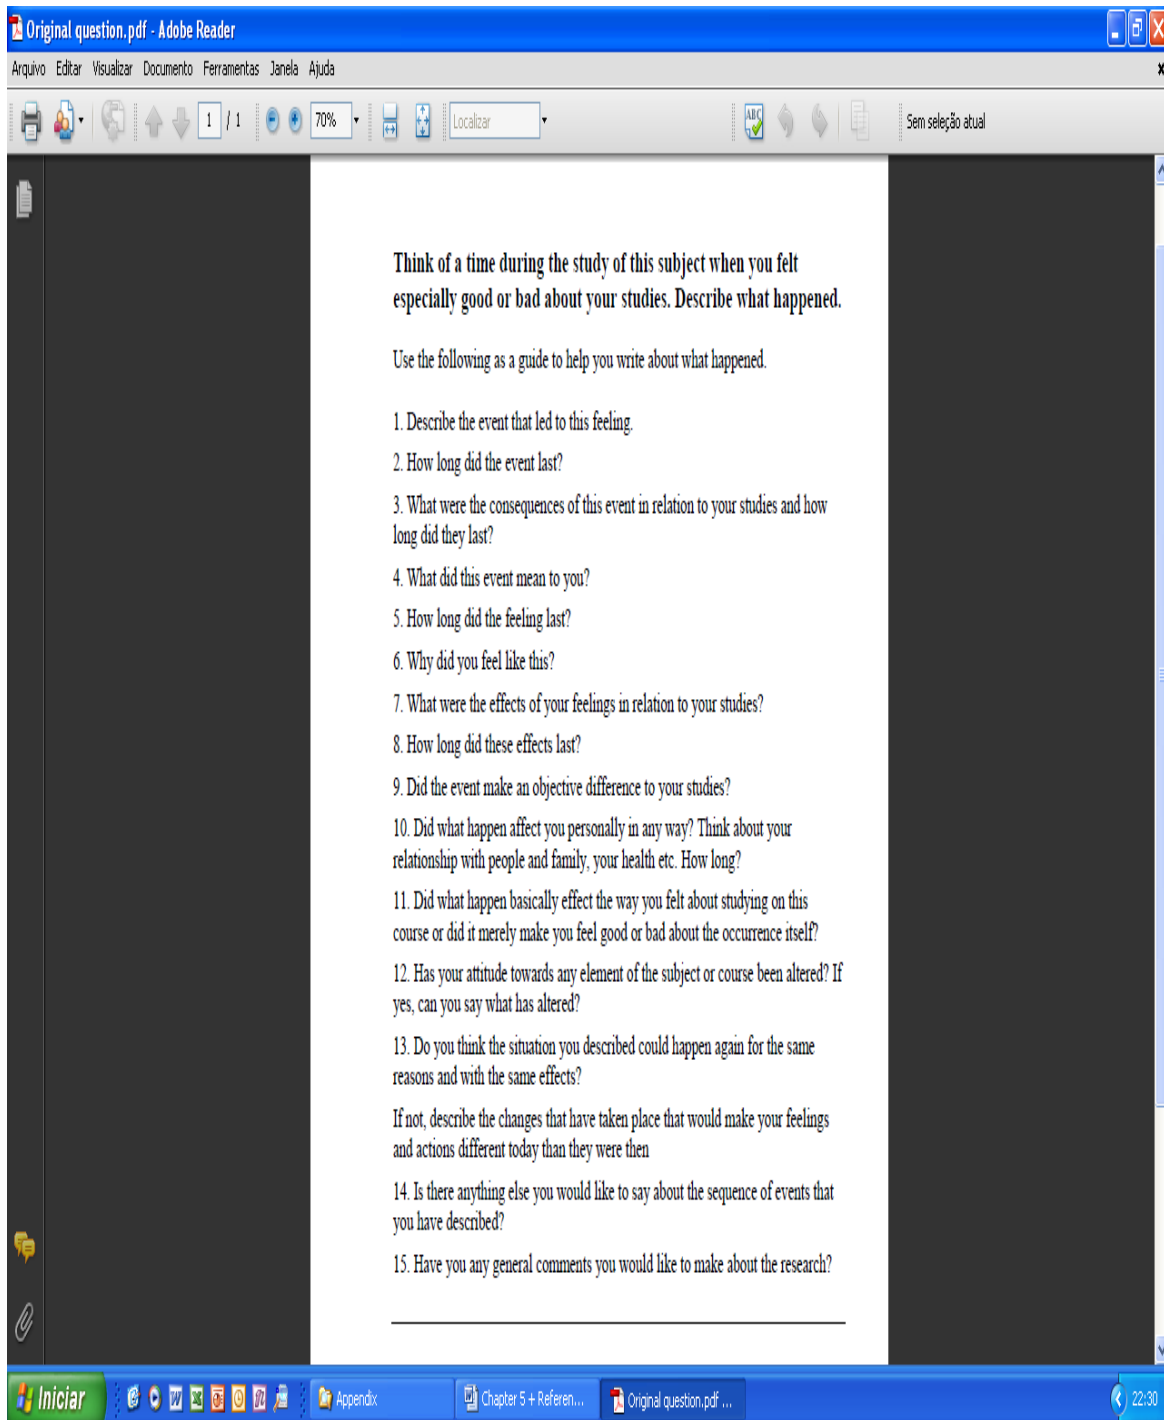 Original question.pdf - Adobe Reader
Arquivo Editar Visualizar Documento Ferramentas Janela Ajuda
1 / 1 70% Localizar ABC Sem seleção atual
Think of a time during the study of this subject when you felt
especially good or bad about your studies. Describe what happened.
Use the following as a guide to help you write about what happened.
1. Describe the event that led to this feeling.
2. How long did the event last?
3. What were the consequences of this event in relation to your studies and how
long did they last?
4. What did this event mean to you?
5. How long did the feeling last?
6. Why did you feel like this?
7. What were the effects of your feelings in relation to your studies?
8. How long did these effects last?
9. Did the event make an objective difference to your studies?
10. Did what happen affect you personally in any way? Think about your
relationship with people and family, your health etc. How long?
11. Did what happen basically effect the way you felt about studying on this
course or did it merely make you feel good or bad about the occurrence itself?
12. Has your attitude towards any element of the subject or course been altered? If
yes, can you say what has altered?
13. Do you think the situation you described could happen again for the same
reasons and with the same effects?
If not, describe the changes that have taken place that would make your feelings
and actions different today than they were then
14. Is there anything else you would like to say about the sequence of events that
you have described?
15. Have you any general comments you would like to make about the research?
Iniciar Appendix Chapter 5 + Referen... Original question.pdf ... 22:30